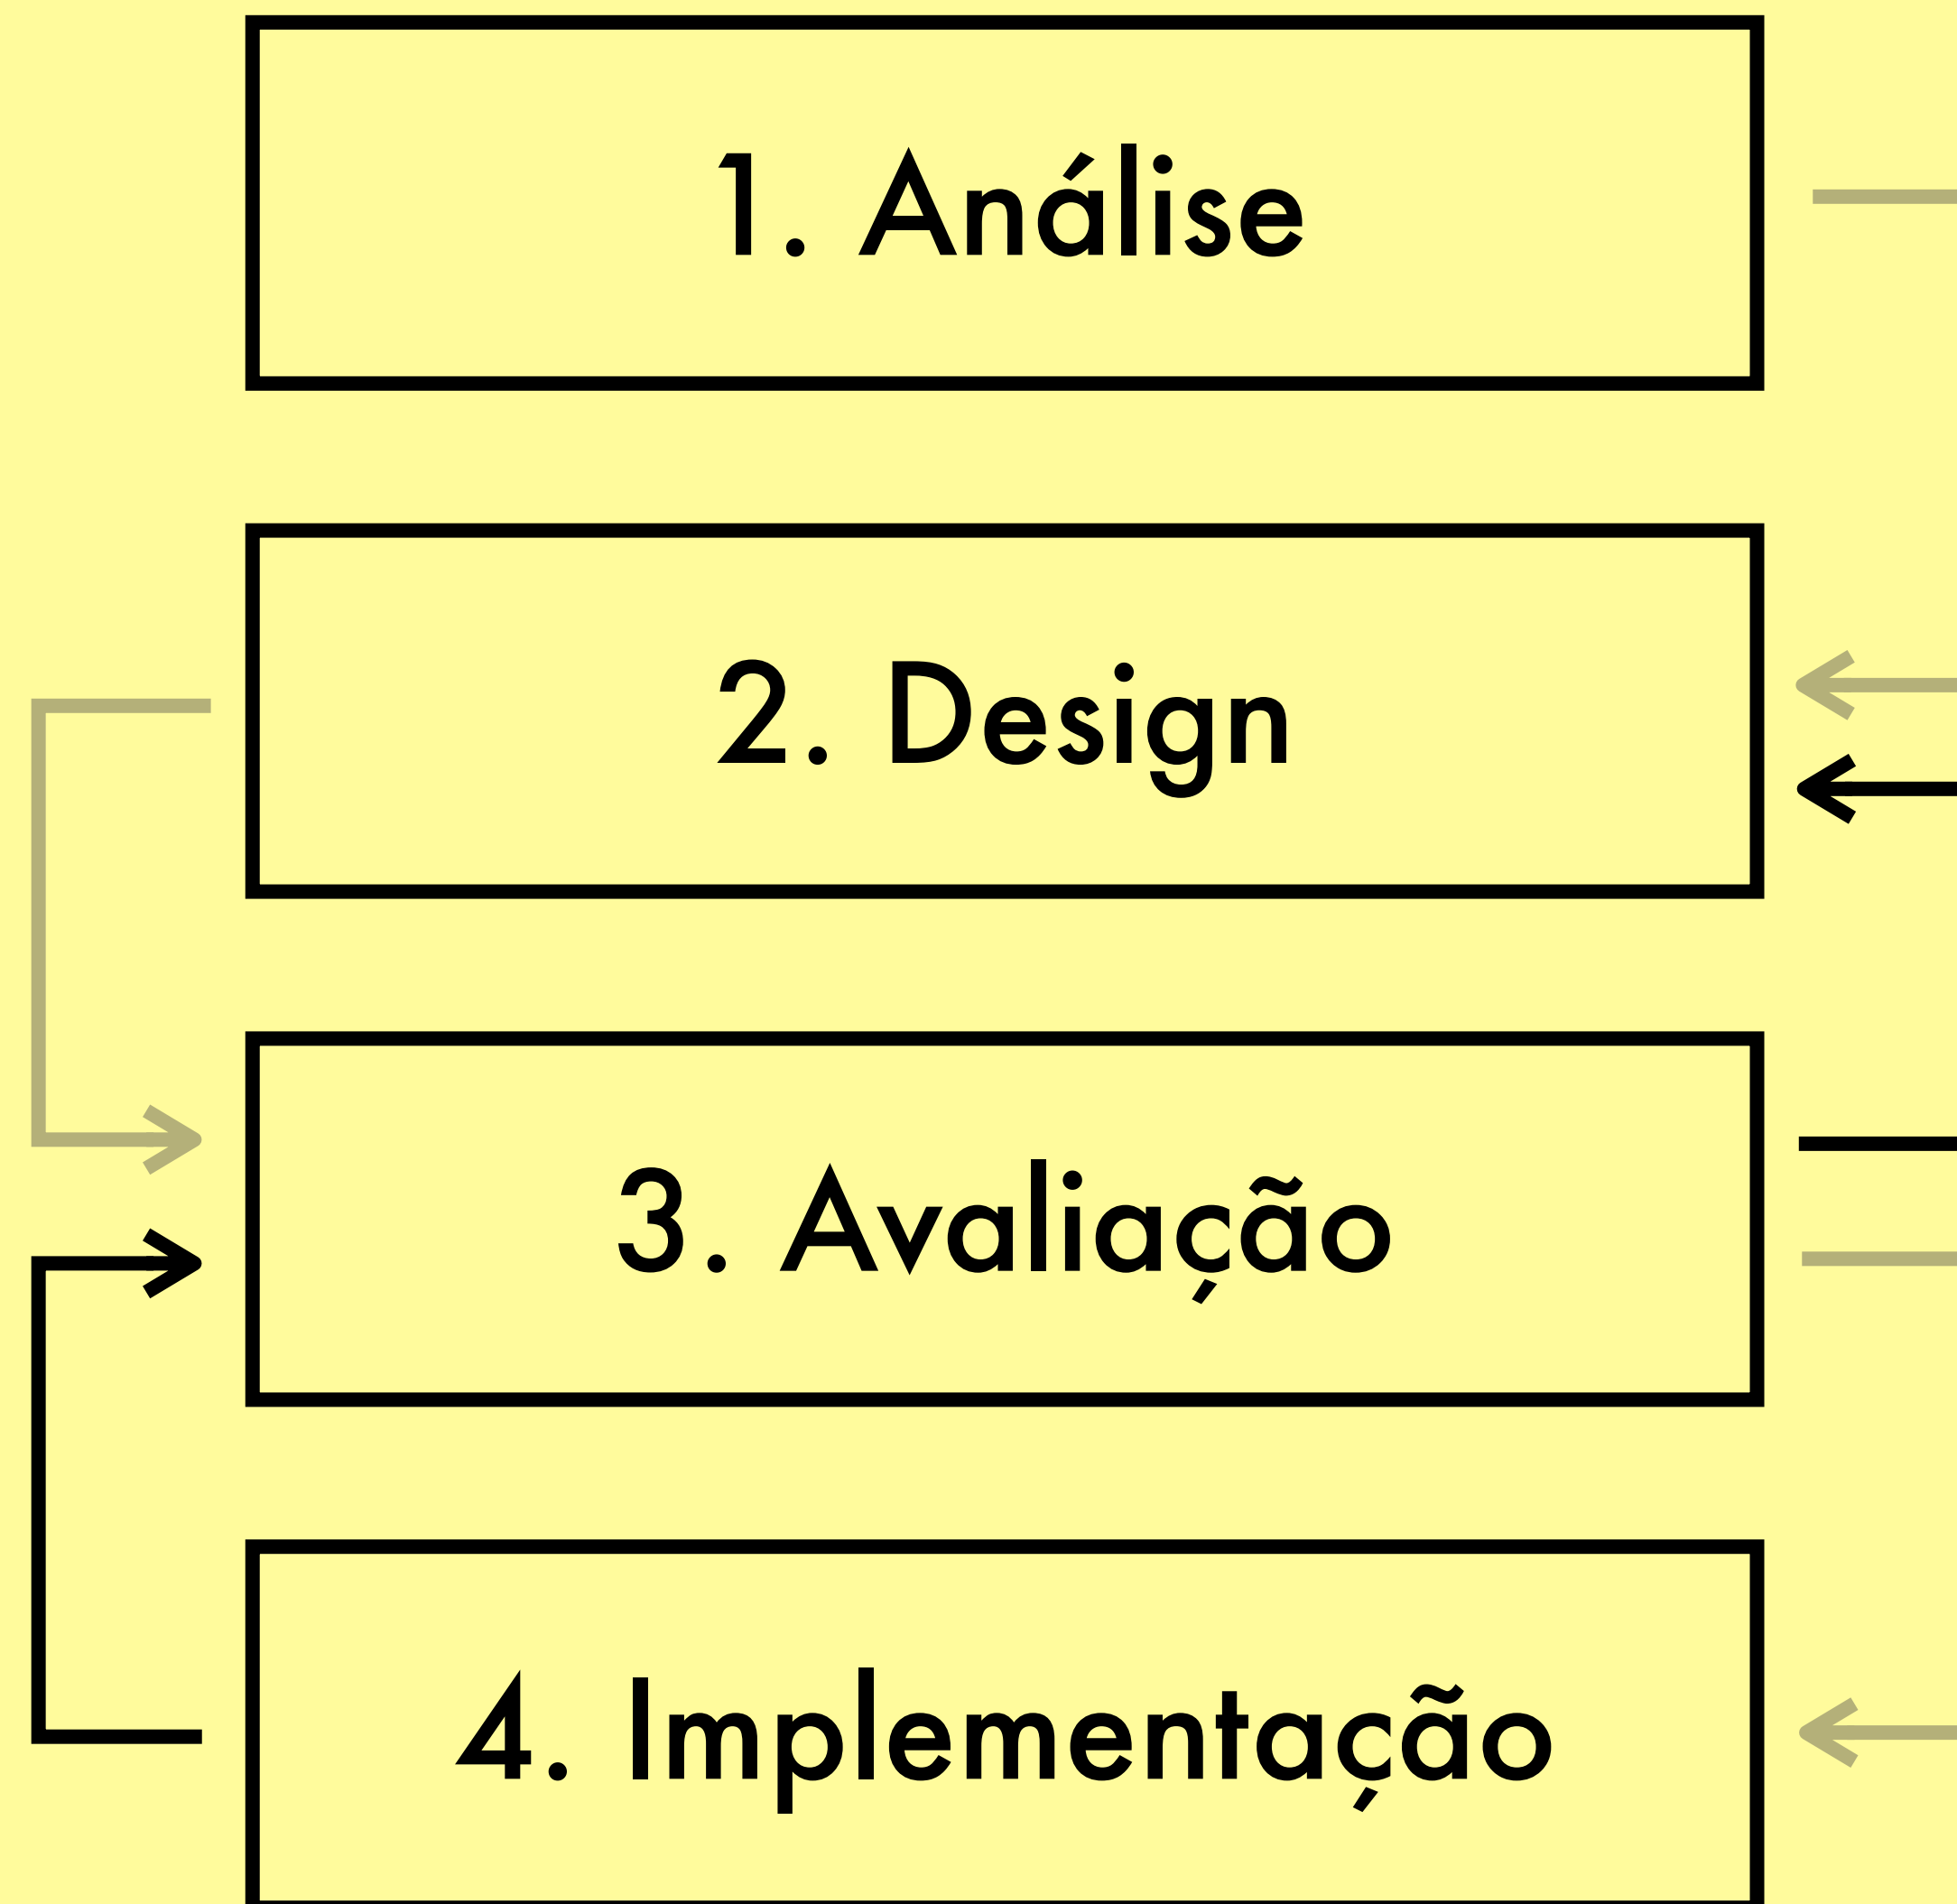 1. Análise
2. Design
3. Avaliação
4. Implementação